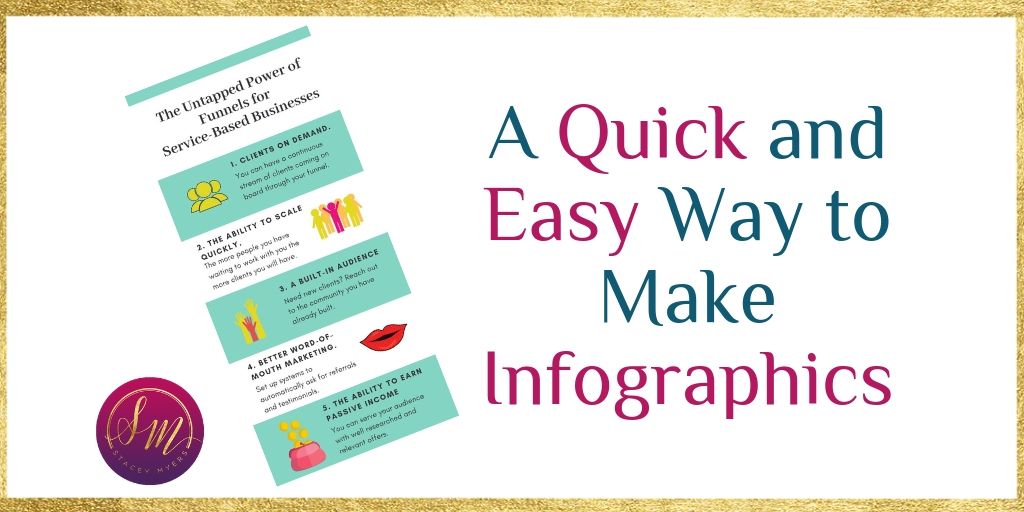 The Untapped Power of
Funnels for
Service-Based Businesses
1. CLIENTS ON DEMAND.
You can have a continuous
stream of clients coming on
board through your funnel.
2. THE ABILITY TO SCALE
QUICKLY.
The more people you have
waiting to work with you the
more clients you will have.
3. A BUILT-IN AUDIENCE
Need new clients? Reach out
to the community you have
already built.
4. BETTER WORD-OF-
MOUTH MARKETING.
Set up systems to
automatically ask for referrals
and testimonials.
5. THE ABILITY TO EARN
PASSIVE INCOME
You can serve your audience
with well researched and
relevant offers.
SM
STACEY MYERS
A Quick and
Easy Way to
Make
Infographics